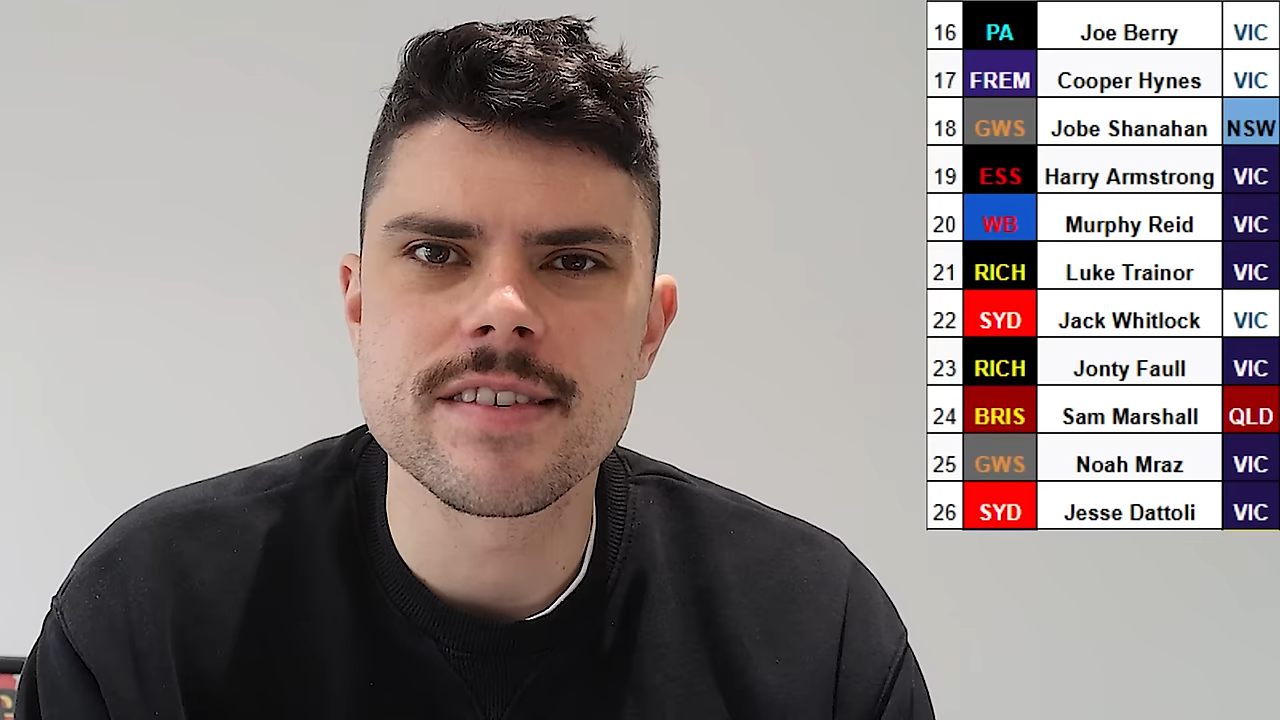 16 PA Joe Berry VIC
17 FREM Cooper Hynes VIC
18 GWS Jobe Shanahan NSW
19 ESS Harry Armstrong VIC
20 WB Murphy Reid VIC
21 RICH Luke Trainor VIC
22 SYD Jack Whitlock VIC
23 RICH Jonty Faull VIC
24 BRIS Sam Marshall QLD
25 GWS Noah Mraz VIC
26 SYD Jesse Dattoli VIC